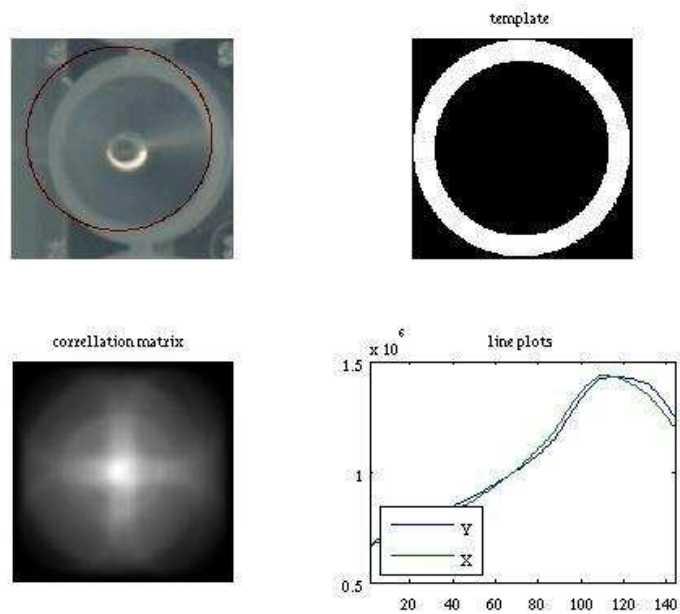 template
correllation matrix
line plots
x 10 6
1.5
1
0.5
Y
X
20 40 60 80 100 120 140